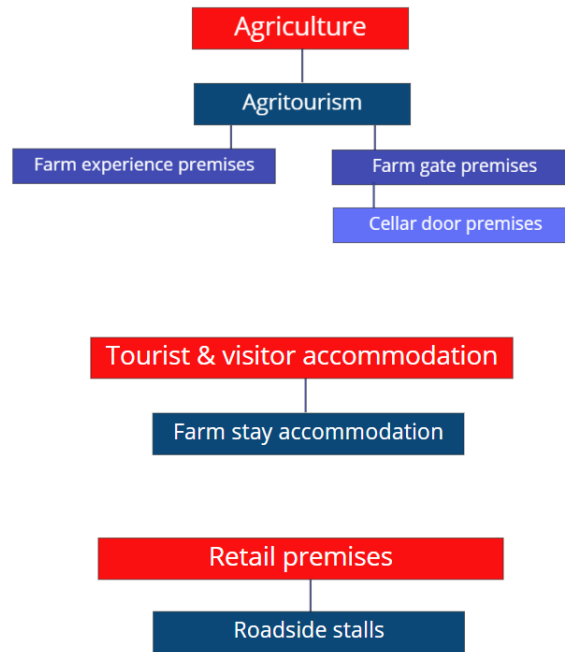 Agriculture
Agritourism
Farm experience premises
Farm gate premises
Cellar door premises
Tourist & visitor accommodation
Farm stay accommodation
Retail premises
Roadside stalls